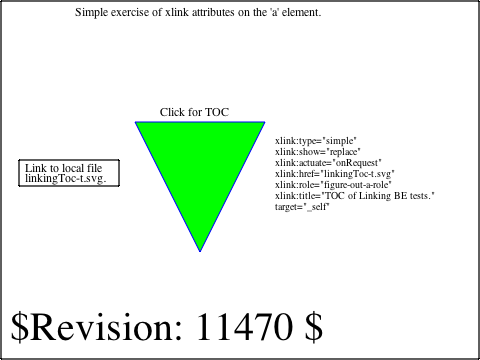 Simple exercise of xlink attributes on the 'a' element.
Click for TOC
Link to local file
linkingToc-t.svg.
xlink:type="simple"
xlink:show="replace"
xlink:actuate="onRequest"
xlink:href="linkingToc-t.svg"
xlink:role="figure-out-a-role"
xlink:title="TOC of Linking BE tests."
target="_self"
$Revision: 11470 $